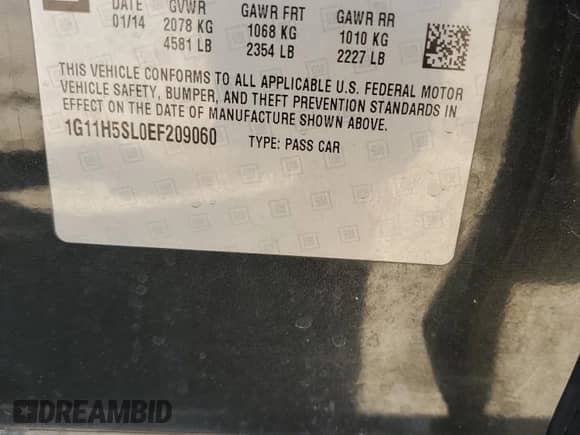 DATE GVWR GAWR FRT GAWR RR
01/14 2078 KG 1068 KG 1010 KG
4581 LB 2354 LB 2227 LB
THIS VEHICLE CONFORMS TO ALL APPLICABLE U.S. FEDERAL MOTOR
VEHICLE SAFETY, BUMPER, AND THEFT PREVENTION STANDARDS IN
EFFECT ON THE DATE OF MANUFACTURE SHOWN ABOVE.
1G11H5SL0EF209060 TYPE: PASS CAR
DREAMBID